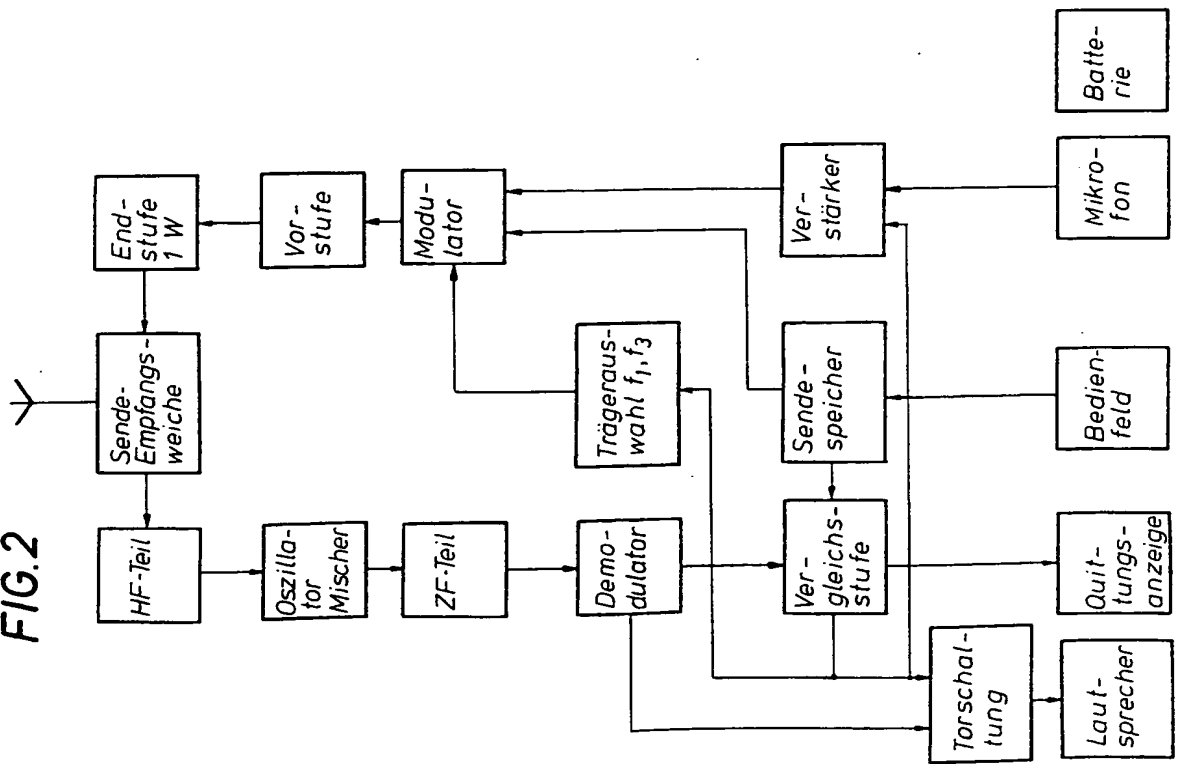 FIG.2
HF-Teil
Sende-
Empfangs-
weiche
End-
stufe
1 W
Oszilla-
tor
Mischer
Vor-
stufe
ZF-Teil
Modu-
lator
Demo-
dulator
Trägeraus-
wahl f₁,f₃
Ver-
gleichs-
stufe
Sende-
speicher
Ver-
stärker
Torschal-
tung
Laut-
sprecher
Quit-
tungs-
anzeige
Bedien-
feld
Mikro-
fon
Batte-
rie